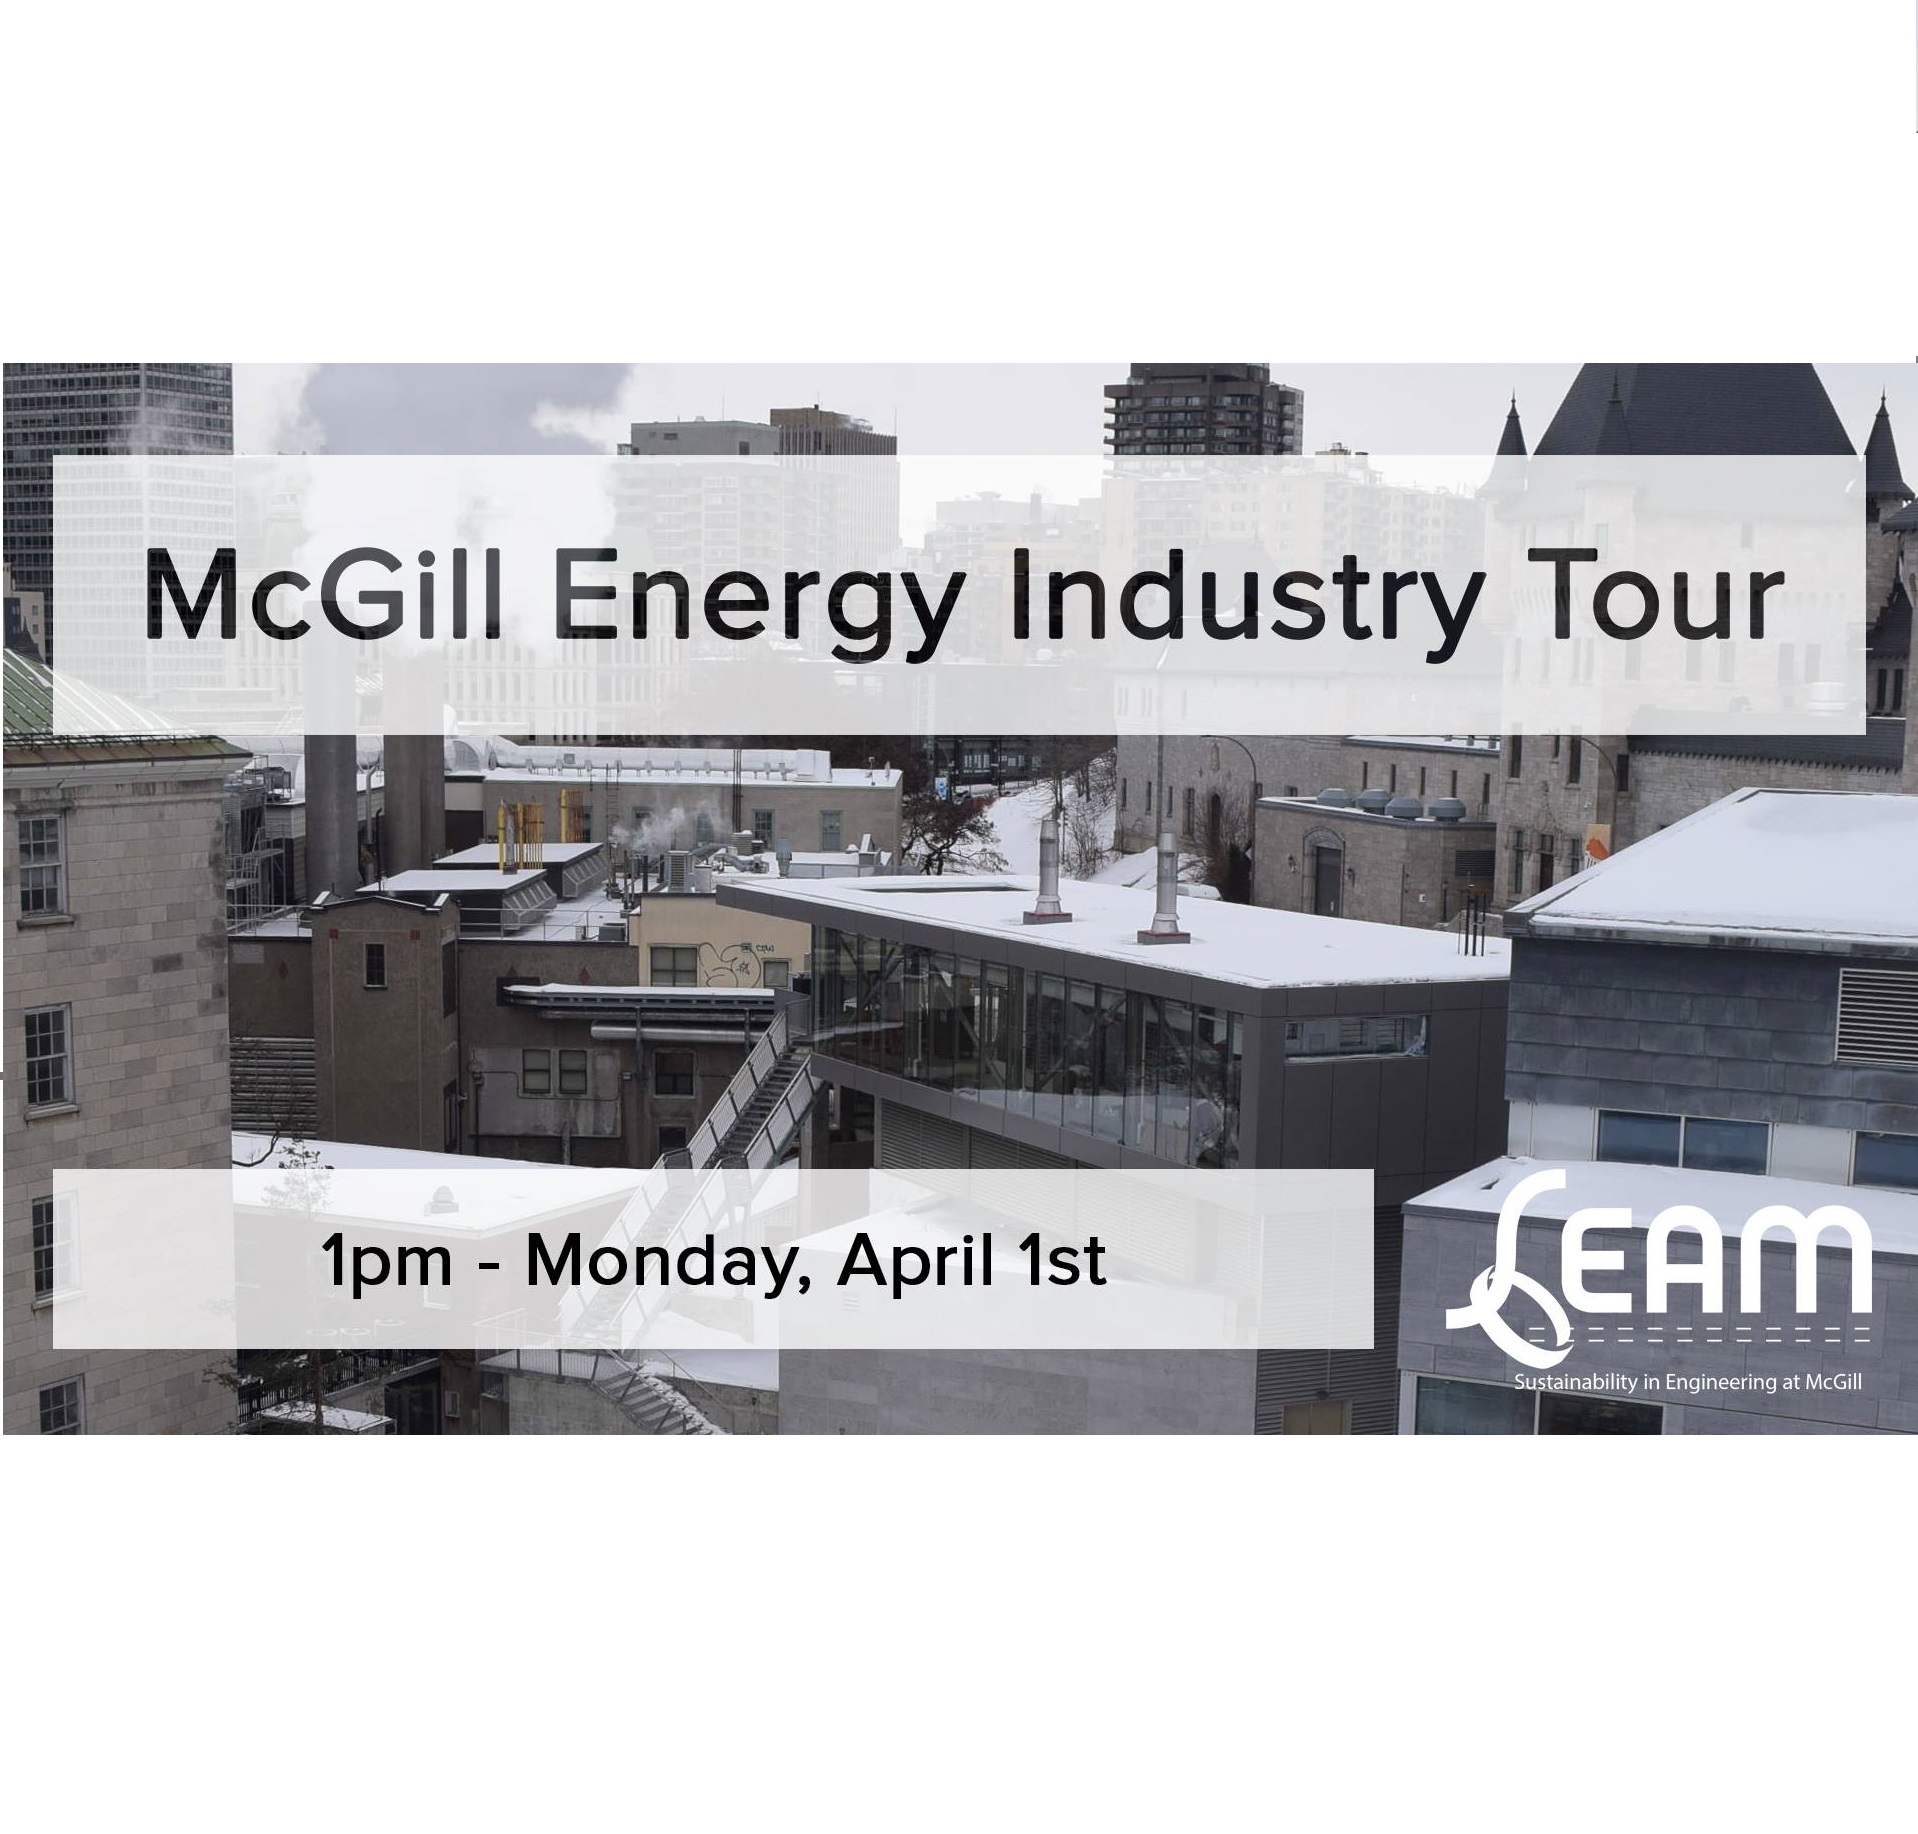 McGill Energy Industry Tour
1pm - Monday, April 1st
SEAM
Sustainability in Engineering at McGill